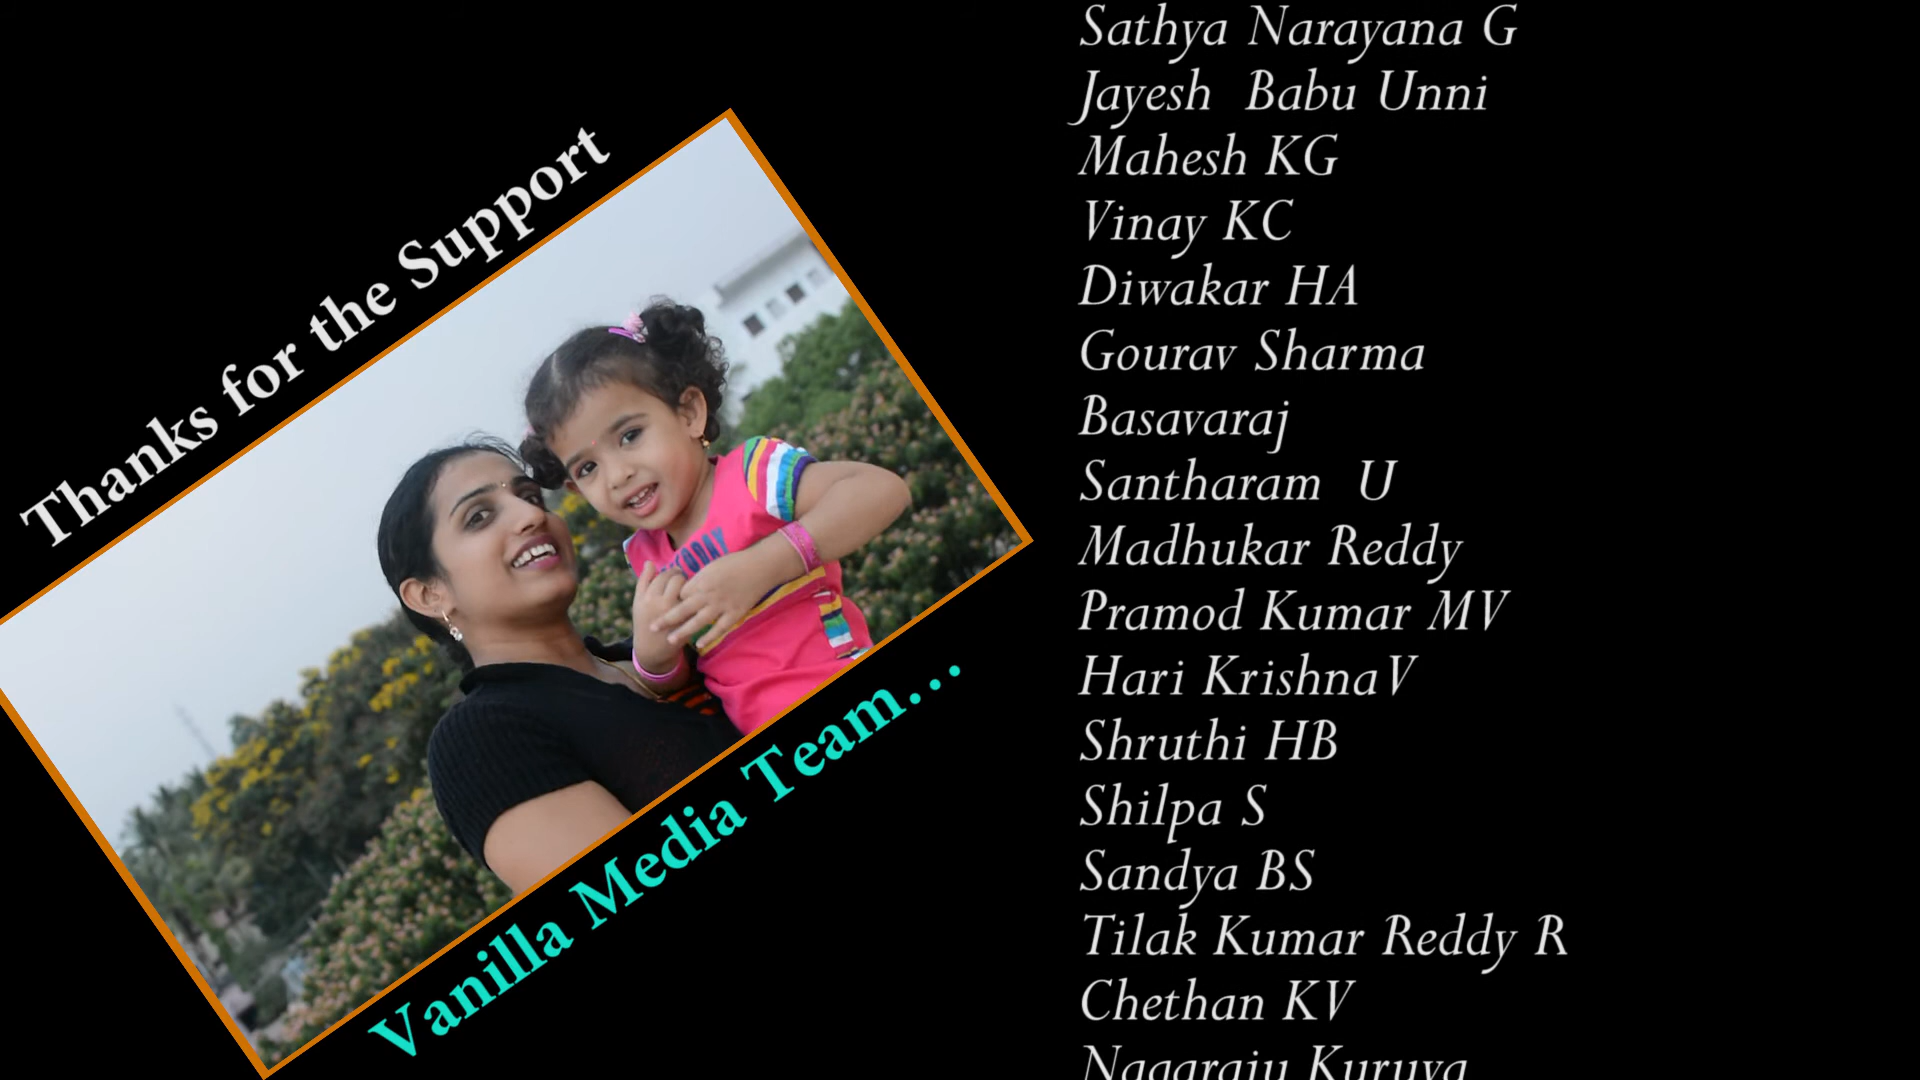 Thanks for the Support
Vanilla Media Team...
Sathya Narayana G
Jayesh Babu Unni
Mahesh KG
Vinay KC
Diwakar HA
Gourav Sharma
Basavaraj
Santharam U
Madhukar Reddy
Pramod Kumar MV
Hari KrishnaV
Shruthi HB
Shilpa S
Sandya BS
Tilak Kumar Reddy R
Chethan KV
Nagaraju Kuruva